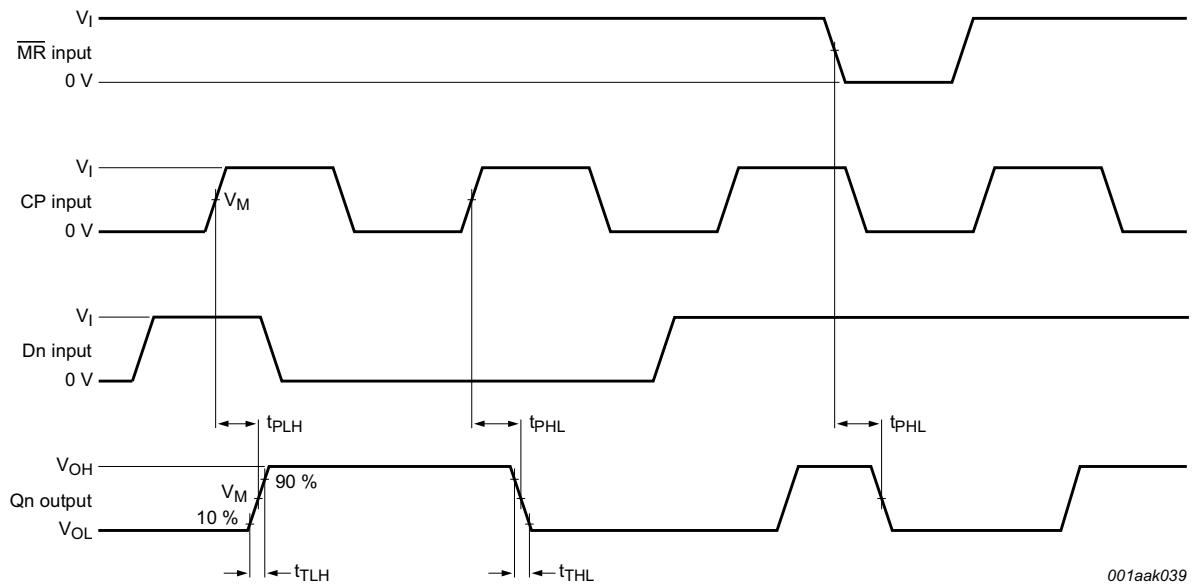 VI
M̅R̅ input
0 V
VI
CP input
VM
0 V
VI
Dn input
0 V
tPLH
tPHL
tPHL
VOH
90 %
VM
Qn output
10 %
VOL
tTLH
tTHL
001aak039